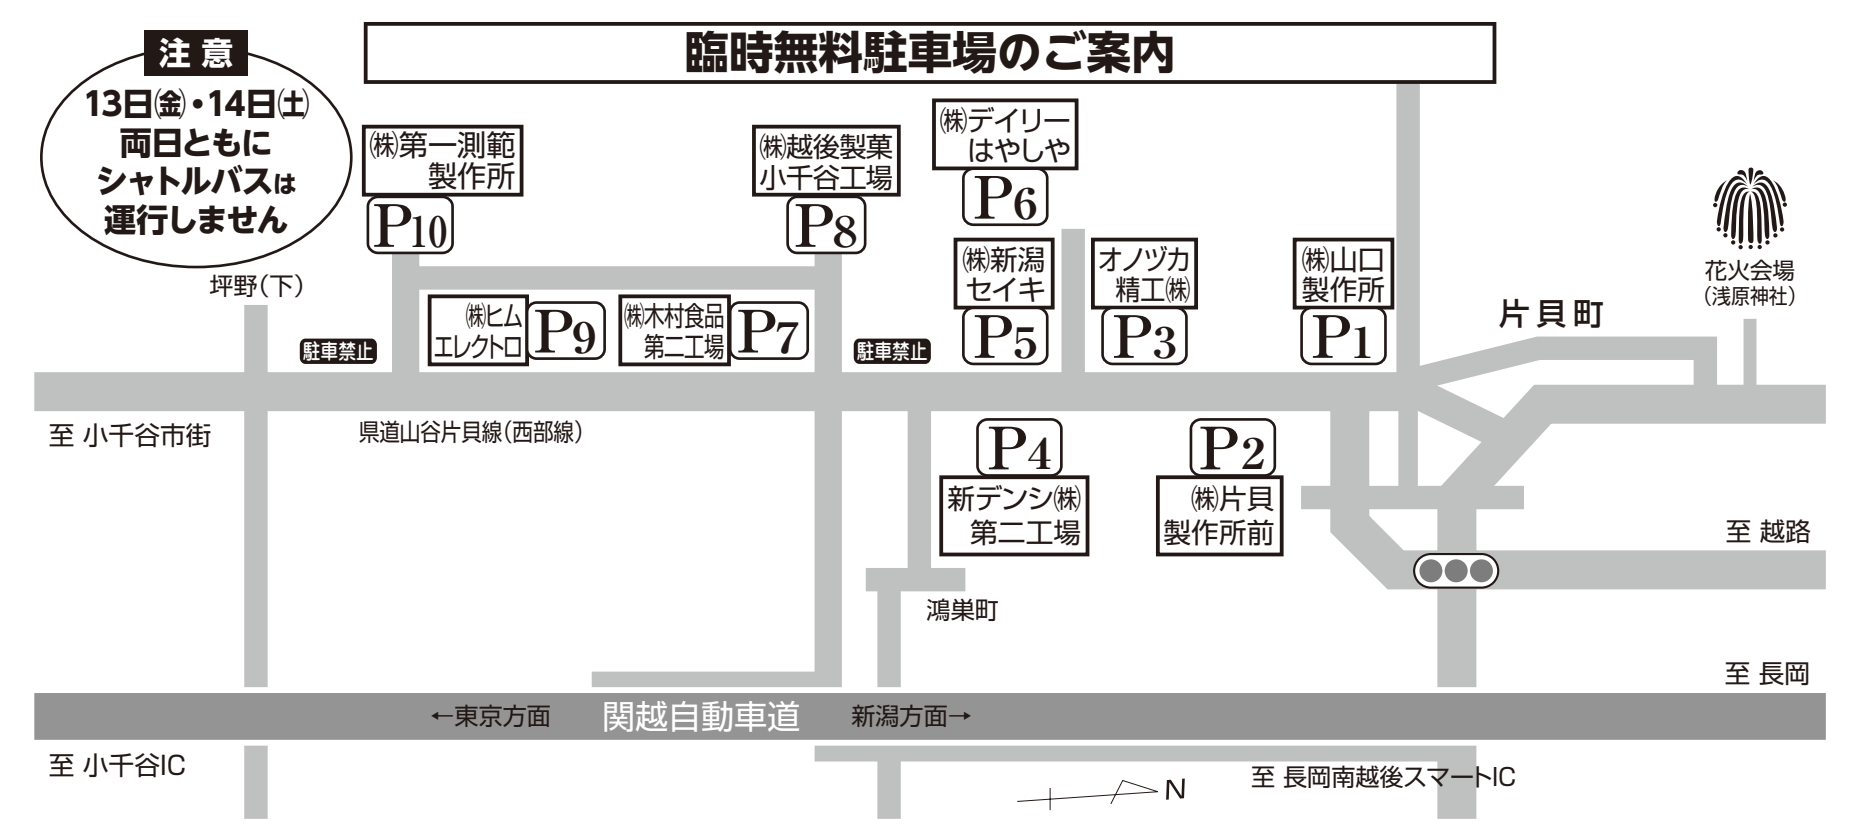 臨時無料駐車場のご案内
注意
13日㈮・14日㈯
両日ともに
シャトルバスは
運行しません
㈱第一測範
製作所
P10
㈱越後製菓
小千谷工場
P8
㈱デイリー
はやしや
P6
㈱新潟
セイキ
P5
オノヅカ
精工㈱
P3
㈱山口
製作所
P1
花火会場
（浅原神社）
片貝町
坪野（下）
駐車禁止
㈱ヒム
エレクトロ
P9
㈱木村食品
第二工場
P7
駐車禁止
至 小千谷市街
県道山谷片貝線（西部線）
P4
新デンシ㈱
第二工場
P2
㈱片貝
製作所前
至 越路
鴻巣町
至 長岡
←東京方面
関越自動車道
新潟方面→
至 小千谷IC
N
至 長岡南越後スマートIC